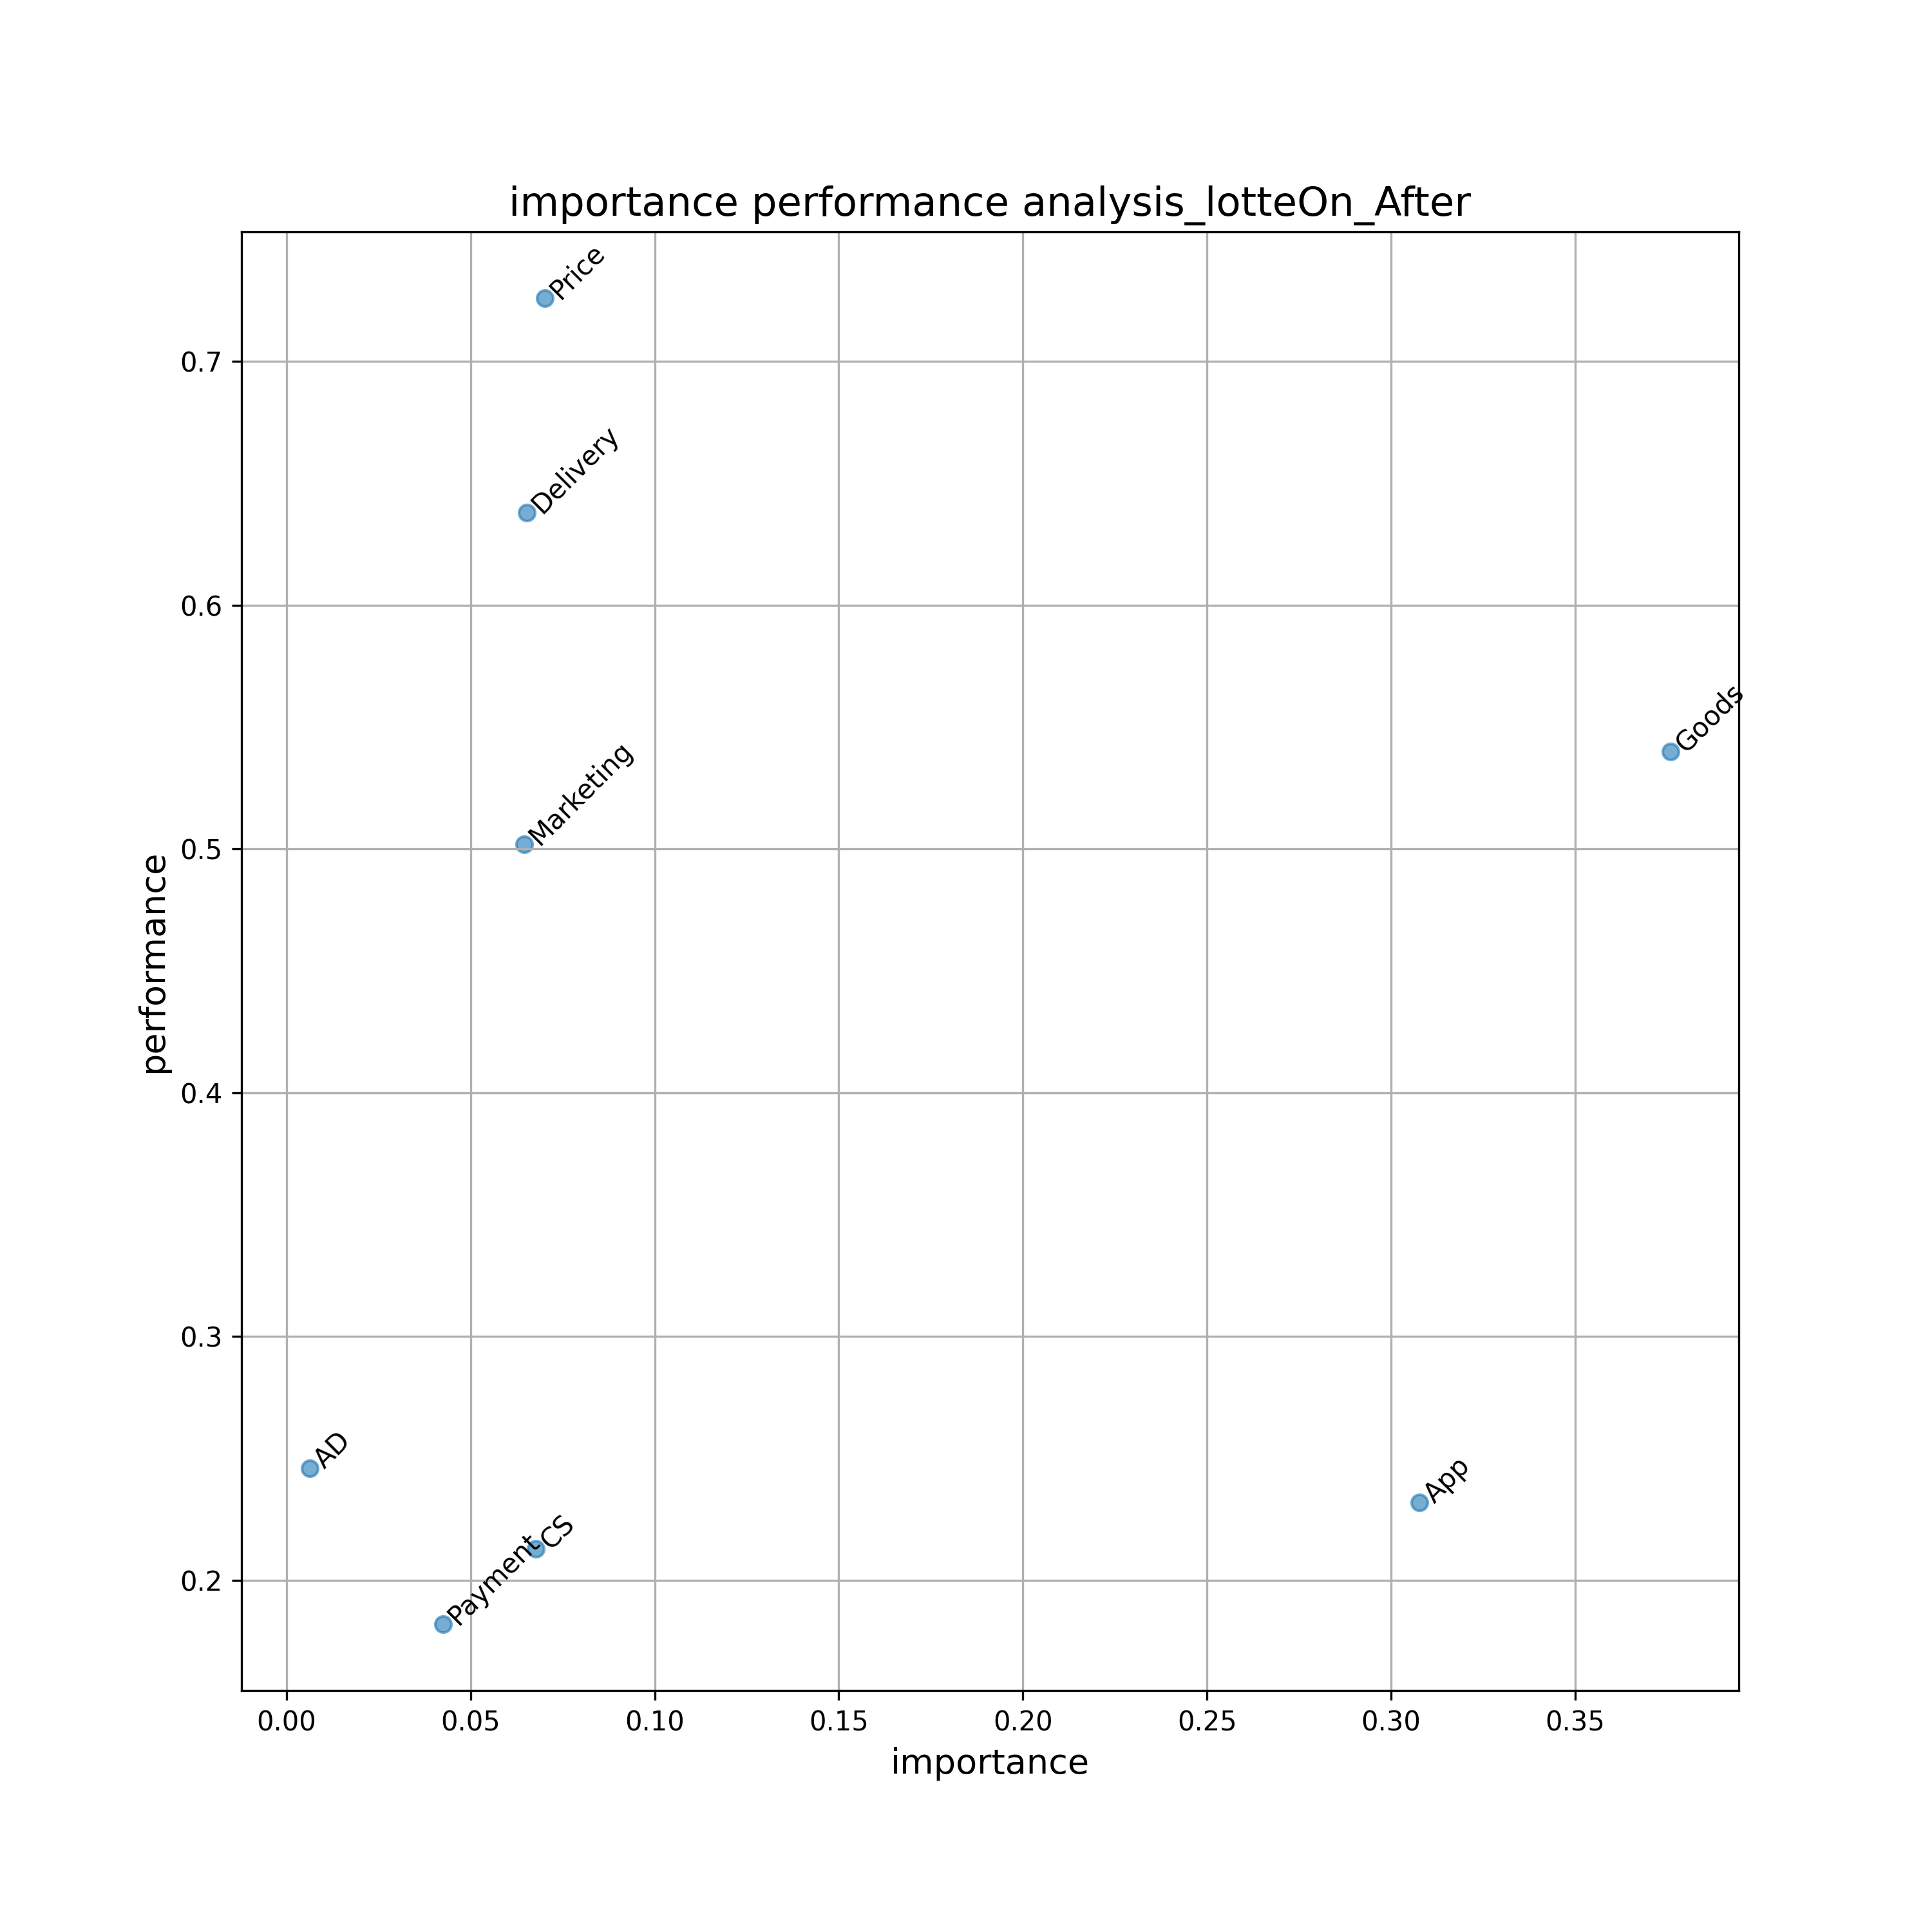 importance performance analysis_lotteOn_After
Price
0.7
Delivery
0.6
Goods
Marketing
0.5
performance
0.4
0.3
AD
App
CS
Payment
0.2
0.00 0.05 0.10 0.15 0.20 0.25 0.30 0.35
importance